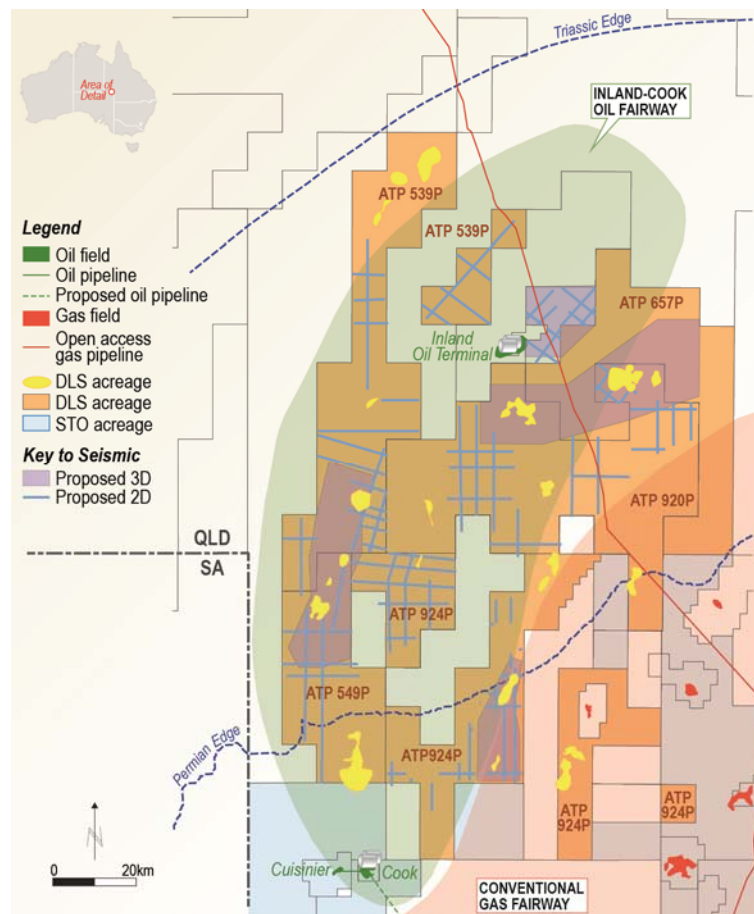 Triassic Edge
Area of
Detail
INLAND-COOK
OIL FAIRWAY
ATP 539P
ATP 539P
Legend
Oil field
Oil pipeline
Proposed oil pipeline
Gas field
Open access
gas pipeline
DLS acreage
DLS acreage
STO acreage
Key to Seismic
Proposed 3D
Proposed 2D
ATP 657P
Inland
Oil Terminal
ATP 920P
QLD
SA
ATP 924P
ATP 549P
Permian Edge
ATP924P
ATP
924P
ATP
924P
N
0 20km
Cuisinier
Cook
CONVENTIONAL
GAS FAIRWAY